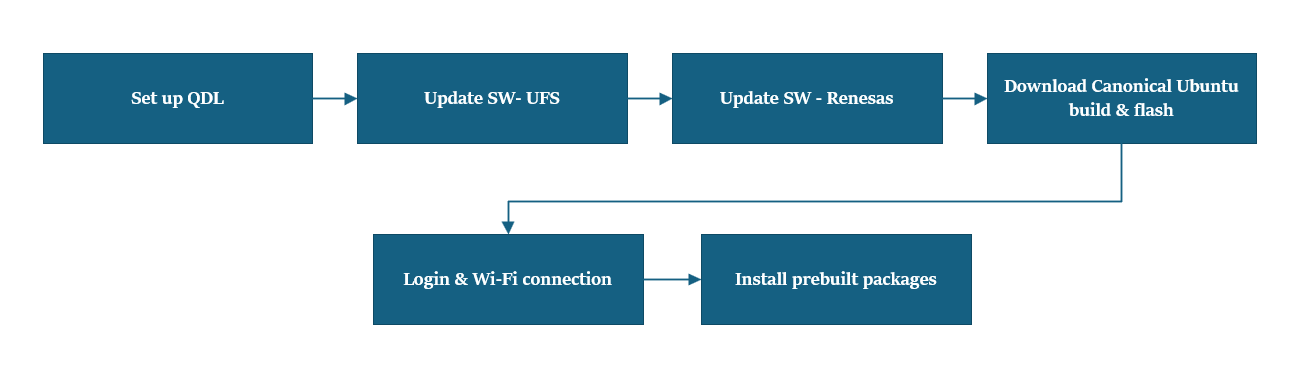 Set up QDL
Update SW- UFS
Update SW - Renesas
Download Canonical Ubuntu
build & flash
Login & Wi-Fi connection
Install prebuilt packages